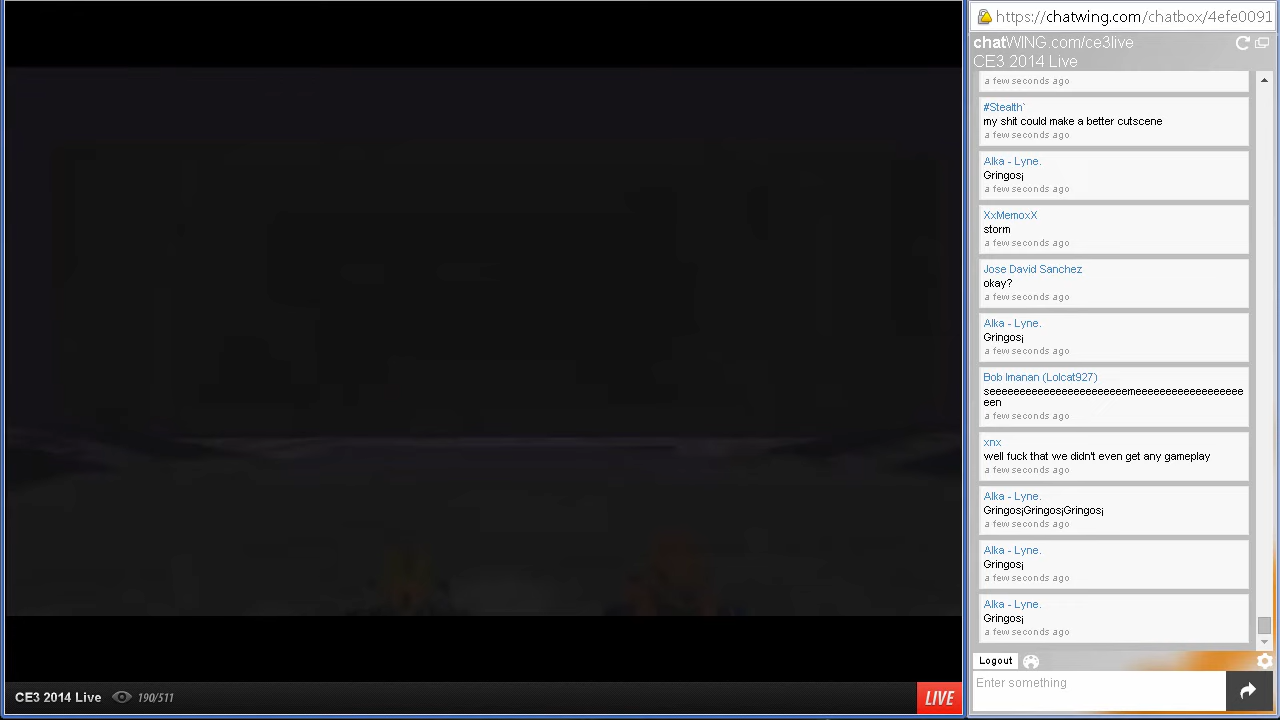 https://chatwing.com/chatbox/4efe0091
chatWING.com/ce3live
CE3 2014 Live
a few seconds ago
#Stealth`
my shit could make a better cutscene
a few seconds ago
Alka - Lyne.
Gringos¡
a few seconds ago
XxMemoxX
storm
a few seconds ago
Jose David Sanchez
okay?
a few seconds ago
Alka - Lyne.
Gringos¡
a few seconds ago
Bob Imanan (Lolcat927)
seeeeeeeeeeeeeeeeeeeeeeemeeeeeeeeeeeeeeeeee
een
a few seconds ago
xnx
well fuck that we didn't even get any gameplay
a few seconds ago
Alka - Lyne.
Gringos¡Gringos¡Gringos¡
a few seconds ago
Alka - Lyne.
Gringos¡
a few seconds ago
Alka - Lyne.
Gringos¡
a few seconds ago
Logout
Enter something
CE3 2014 Live 190/511 LIVE